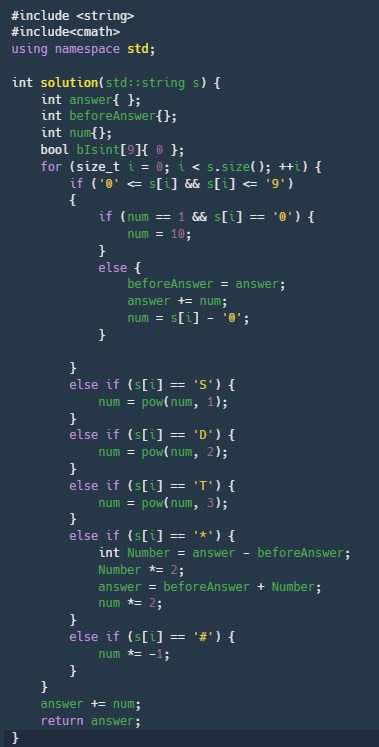 #include <string>
#include<cmath>
using namespace std;

int solution(std::string s) {
    int answer{ };
    int beforeAnswer{};
    int num{};
    bool bIsint[9]{ 0 };
    for (size_t i = 0; i < s.size(); ++i) {
        if ('0' <= s[i] && s[i] <= '9')
        {
            if (num == 1 && s[i] == '0') {
                num = 10;
            }
            else {
                beforeAnswer = answer;
                answer += num;
                num = s[i] - '0';
            }

        }
        else if (s[i] == 'S') {
            num = pow(num, 1);
        }
        else if (s[i] == 'D') {
            num = pow(num, 2);
        }
        else if (s[i] == 'T') {
            num = pow(num, 3);
        }
        else if (s[i] == '*') {
            int Number = answer - beforeAnswer;
            Number *= 2;
            answer = beforeAnswer + Number;
            num *= 2;
        }
        else if (s[i] == '#') {
            num *= -1;
        }
    }
    answer += num;
    return answer;
}